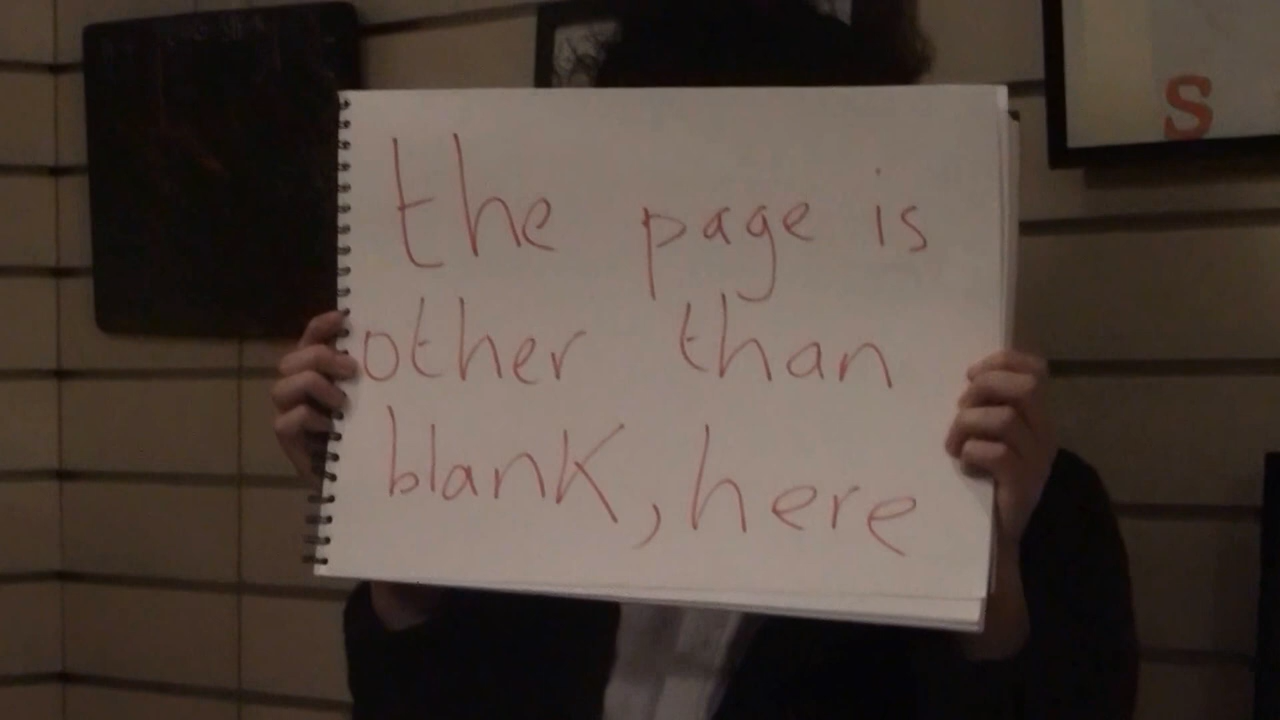 the page is
other than
blank, here
S